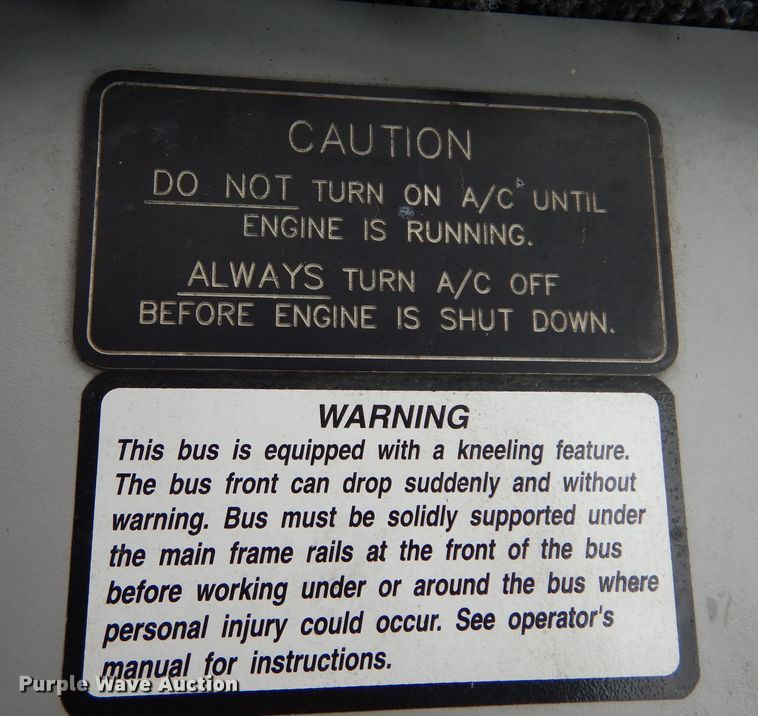 CAUTION
DO NOT TURN ON A/C UNTIL
ENGINE IS RUNNING.
ALWAYS TURN A/C OFF
BEFORE ENGINE IS SHUT DOWN.
WARNING
This bus is equipped with a kneeling feature.
The bus front can drop suddenly and without
warning. Bus must be solidly supported under
the main frame rails at the front of the bus
before working under or around the bus where
personal injury could occur. See operator's
manual for instructions.
Purple Wave Auction